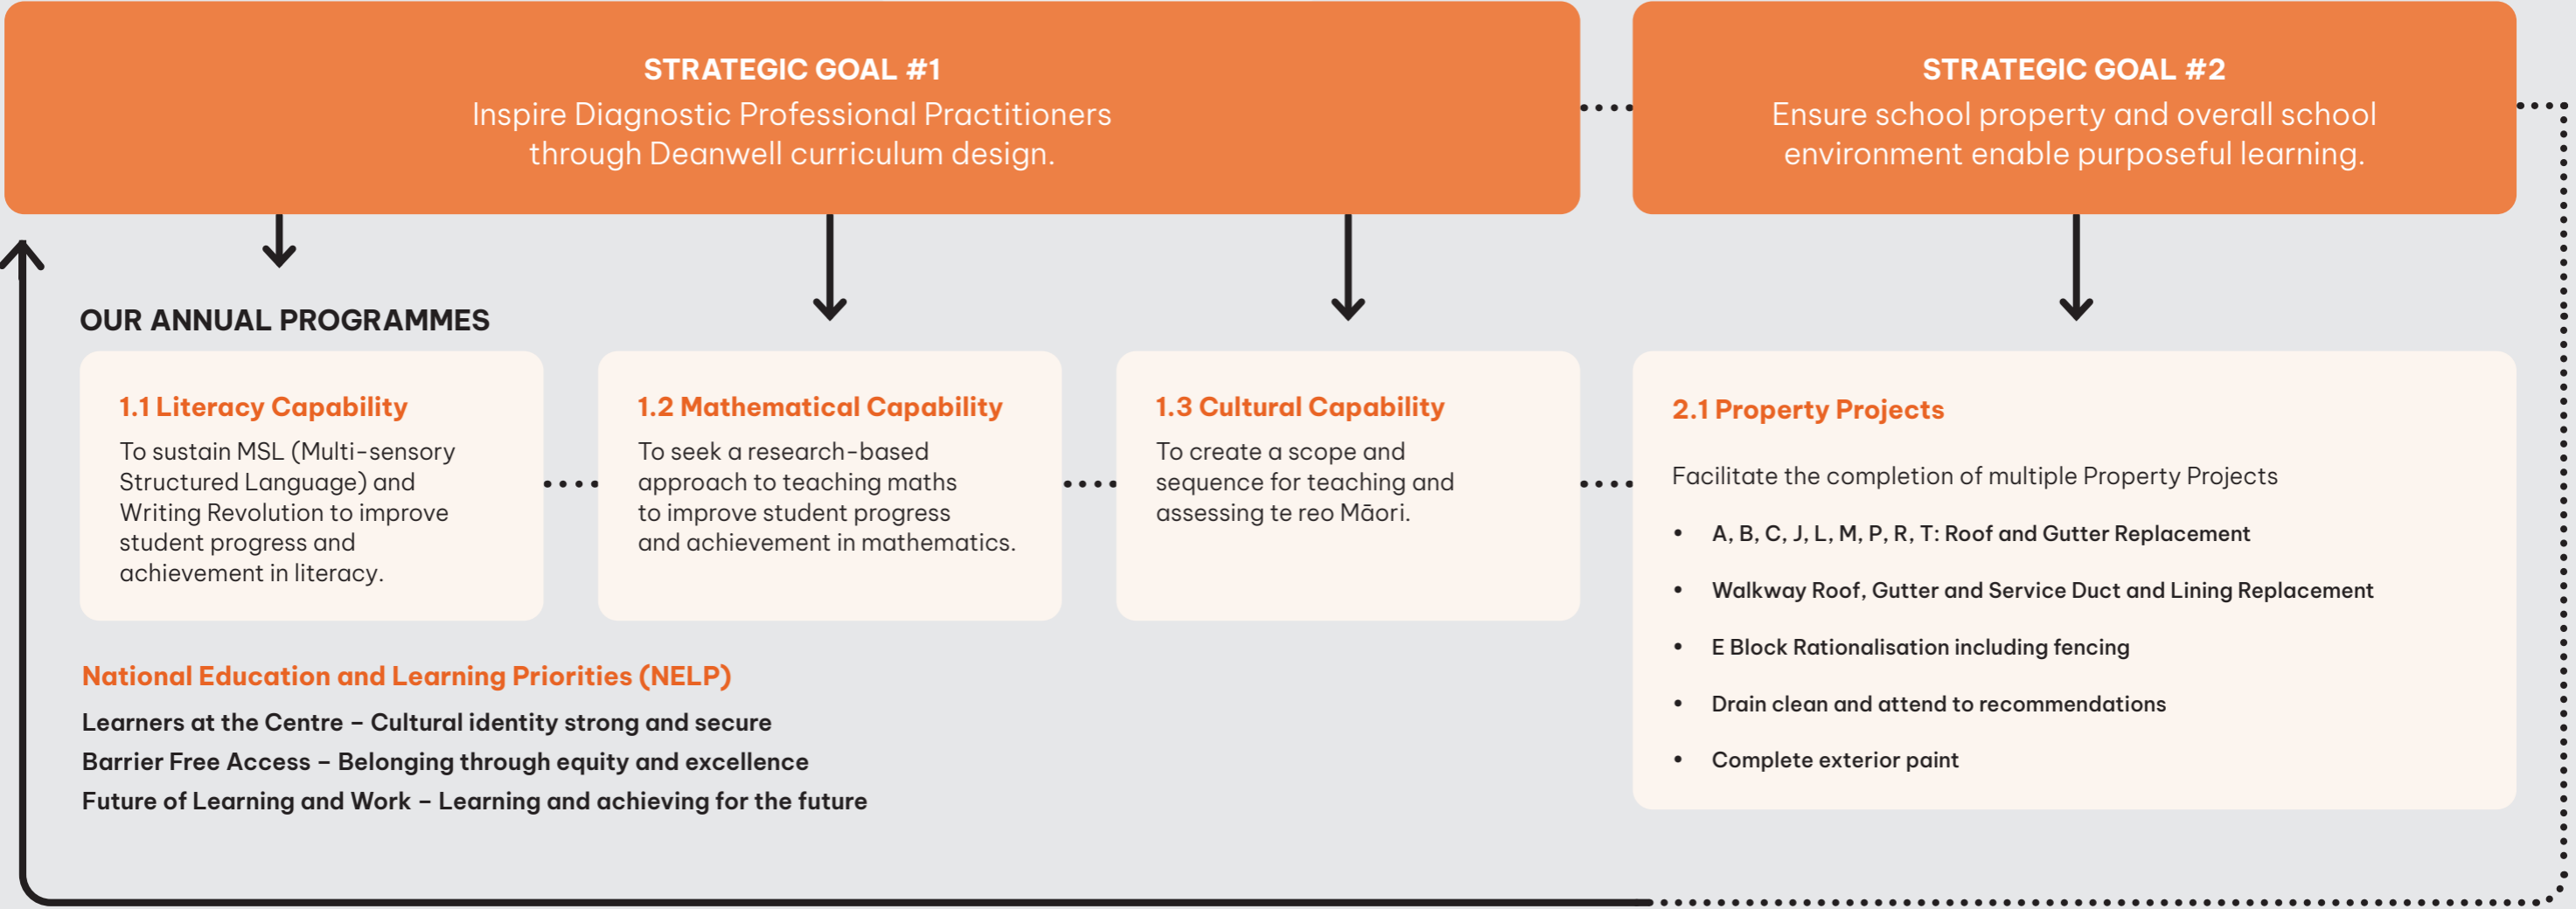 STRATEGIC GOAL #1
Inspire Diagnostic Professional Practitioners
through Deanwell curriculum design.
STRATEGIC GOAL #2
Ensure school property and overall school
environment enable purposeful learning.
OUR ANNUAL PROGRAMMES
1.1 Literacy Capability
To sustain MSL (Multi-sensory
Structured Language) and
Writing Revolution to improve
student progress and
achievement in literacy.
1.2 Mathematical Capability
To seek a research-based
approach to teaching maths
to improve student progress
and achievement in mathematics.
1.3 Cultural Capability
To create a scope and
sequence for teaching and
assessing te reo Māori.
2.1 Property Projects
Facilitate the completion of multiple Property Projects
• A, B, C, J, L, M, P, R, T: Roof and Gutter Replacement
• Walkway Roof, Gutter and Service Duct and Lining Replacement
• E Block Rationalisation including fencing
• Drain clean and attend to recommendations
• Complete exterior paint
National Education and Learning Priorities (NELP)
Learners at the Centre – Cultural identity strong and secure
Barrier Free Access – Belonging through equity and excellence
Future of Learning and Work – Learning and achieving for the future